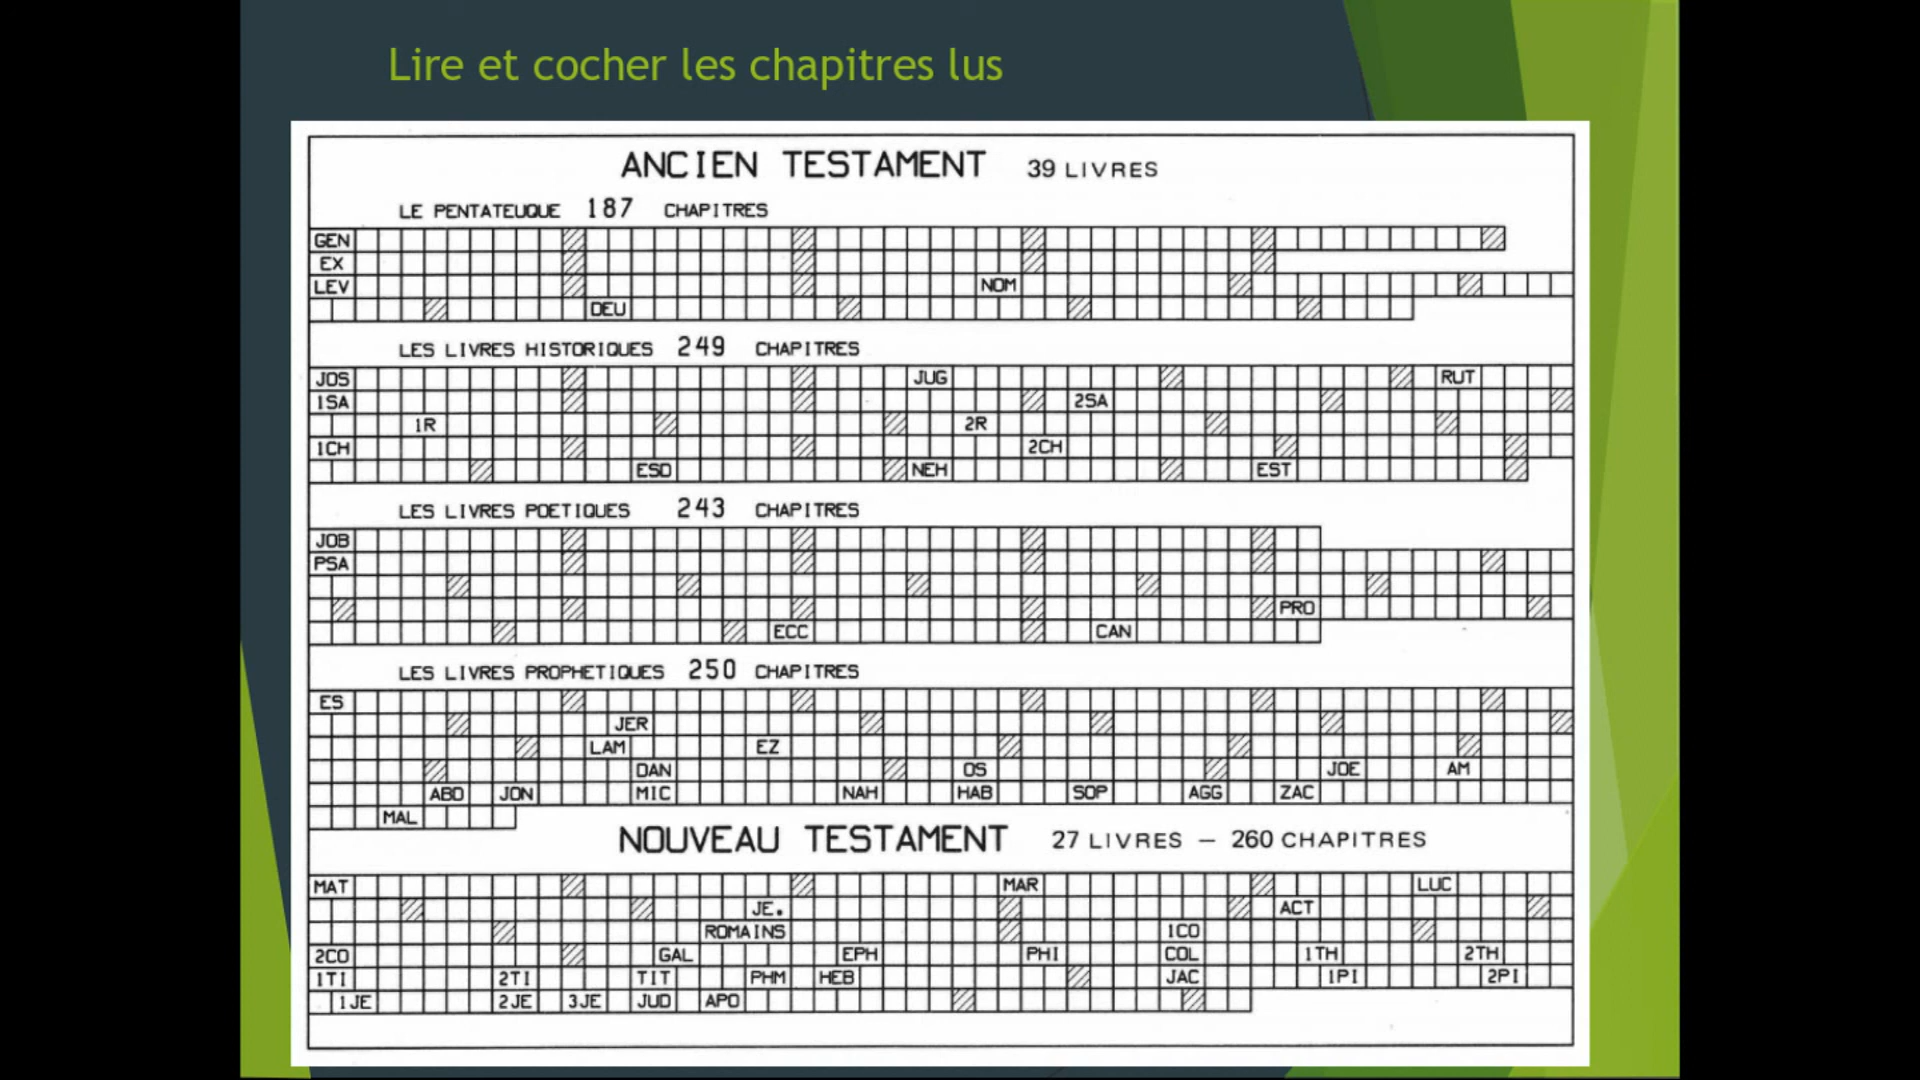 Lire et cocher les chapitres lus
ANCIEN TESTAMENT 39 LIVRES
LE PENTATEUQUE 187 CHAPITRES
GEN
EX
LEV NOM
DEU
LES LIVRES HISTORIQUES 249 CHAPITRES
JOS JUG RUT
1SA 2SA
1R 2R
1CH 2CH
ESD NEH EST
LES LIVRES POETIQUES 243 CHAPITRES
JOB
PSA
PRO
ECC CAN
LES LIVRES PROPHETIQUES 250 CHAPITRES
ES
JER
LAM EZ
DAN OS JOE AM
ABD JON MIC NAH HAB SOP AGG ZAC
MAL
NOUVEAU TESTAMENT 27 LIVRES – 260 CHAPITRES
MAT MAR LUC
JE. ACT
ROMAINS 1CO
2CO GAL EPH PHI COL 1TH 2TH
1TI 2TI TIT PHM HEB JAC 1PI 2PI
1JE 2JE 3JE JUD APO